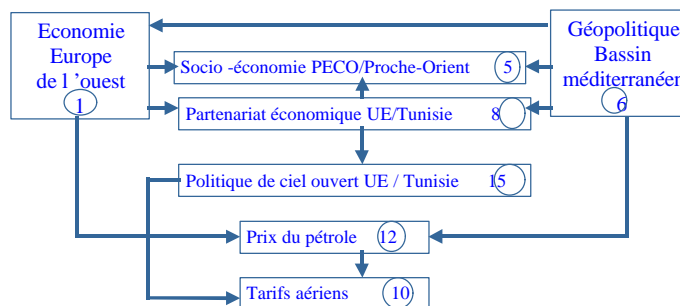 Economie
Europe
de l ’ouest
1
Géopolitique
Bassin
méditerranéen
6
Socio -économie PECO/Proche-Orient 5
Partenariat économique UE/Tunisie 8
Politique de ciel ouvert UE / Tunisie 15
Prix du pétrole 12
Tarifs aériens 10